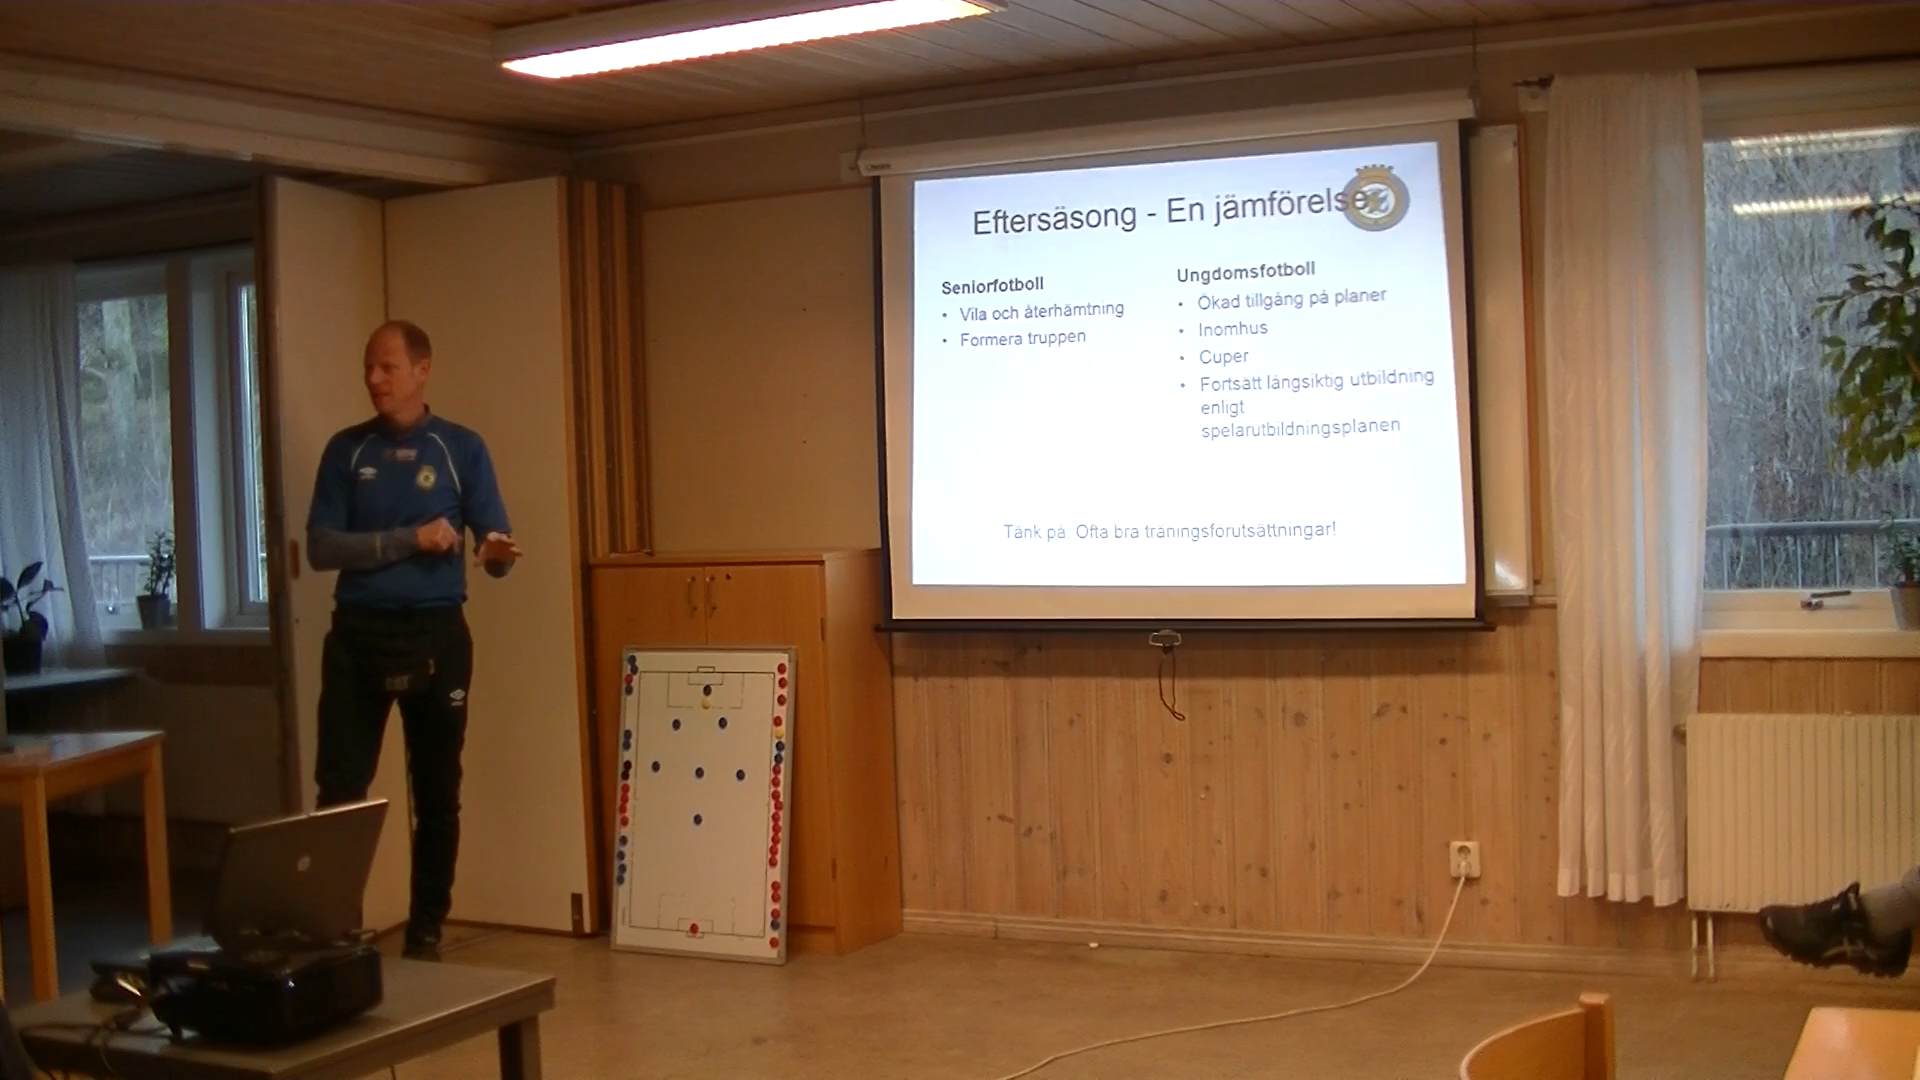 Eftersäsong - En jämförelse
Seniorfotboll
• Vila och återhämtning
• Formera truppen
Ungdomsfotboll
• Ökad tillgång på planer
• Inomhus
• Cuper
• Fortsätt långsiktig utbildning
enligt
spelarutbildningsplanen
Tänk på: Ofta bra träningsförutsättningar!
CAT